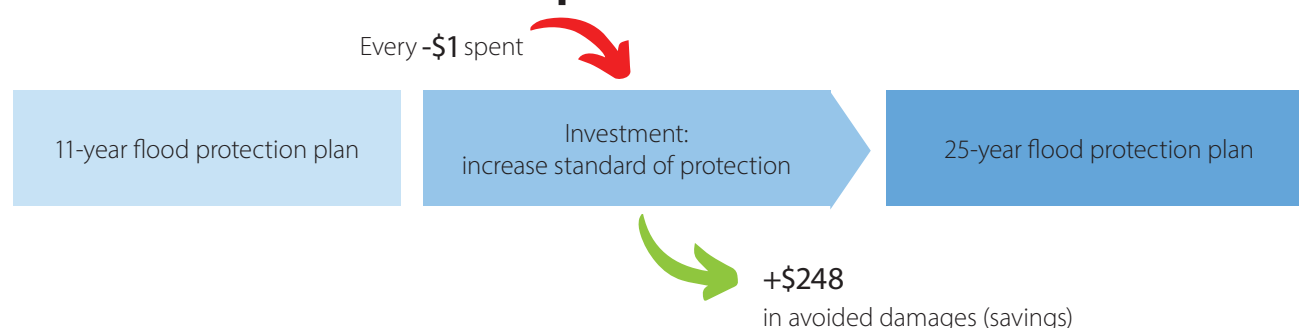 Every -$1 spent
11-year flood protection plan
Investment:
increase standard of protection
25-year flood protection plan
+$248
in avoided damages (savings)